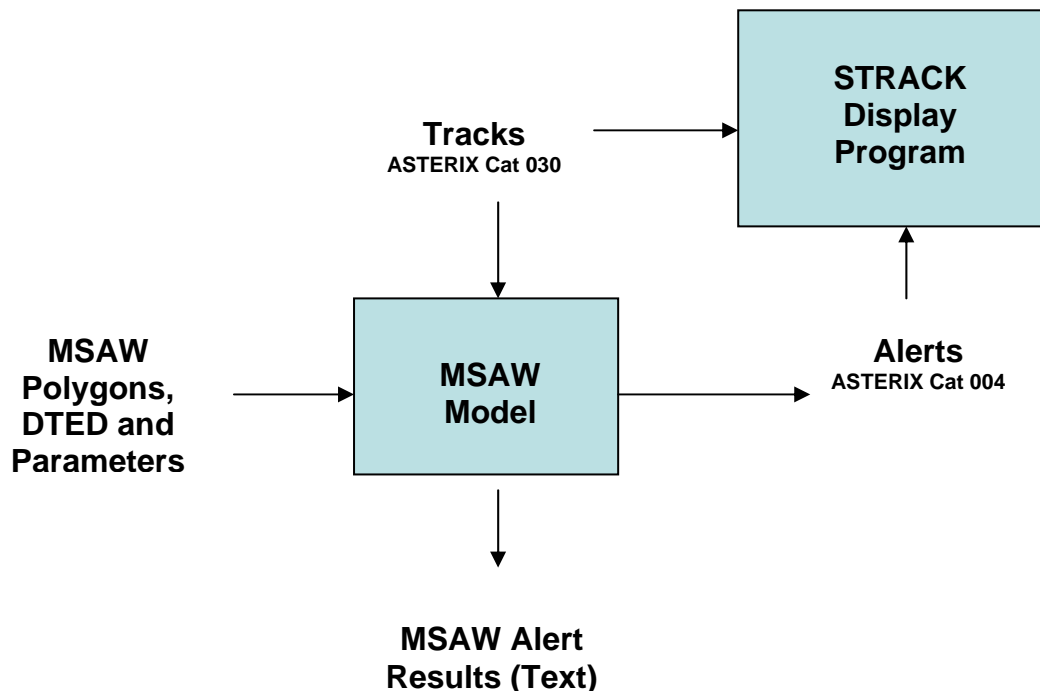 STRACK
Display
Program
Tracks
ASTERIX Cat 030
MSAW
Polygons,
DTED and
Parameters
MSAW
Model
Alerts
ASTERIX Cat 004
MSAW Alert
Results (Text)